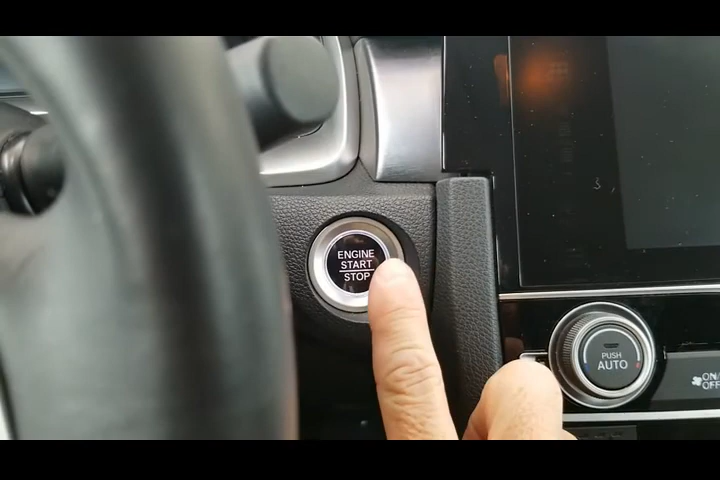 ENGINE
START
STOP
PUSH
AUTO
ON/
OFF